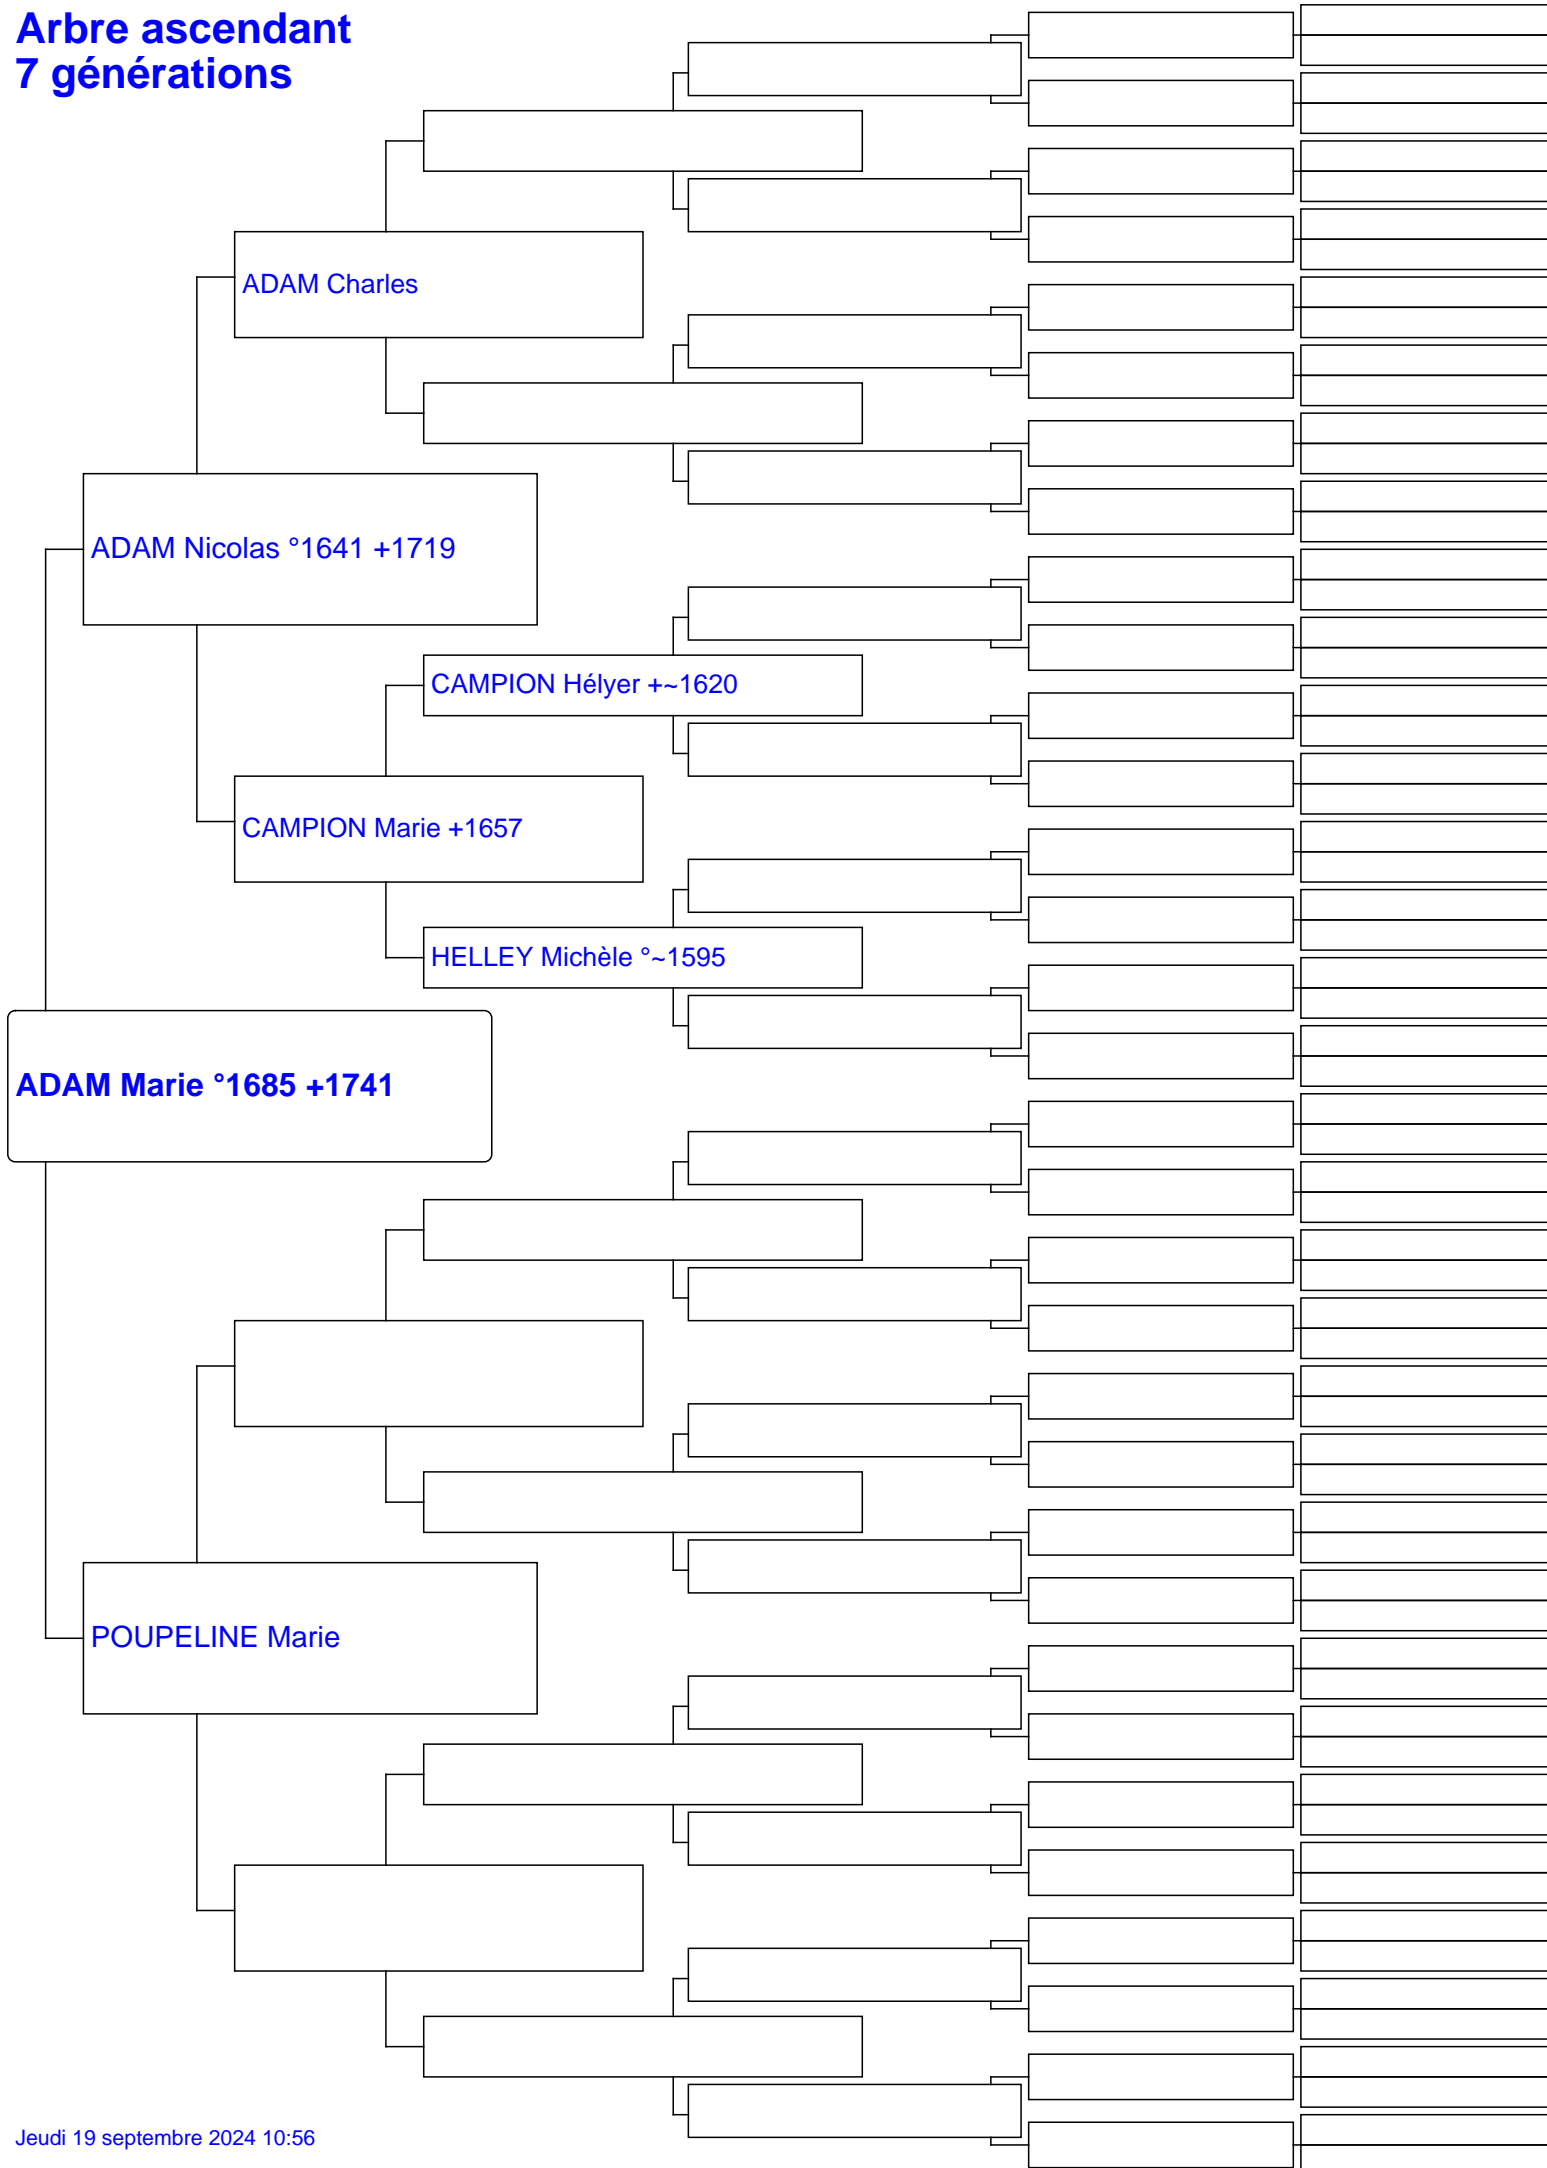 Arbre ascendant
7 générations
ADAM Charles
ADAM Nicolas °1641 +1719
CAMPION Hélyer +~1620
CAMPION Marie +1657
HELLEY Michèle °~1595
ADAM Marie °1685 +1741
POUPELINE Marie
Jeudi 19 septembre 2024 10:56